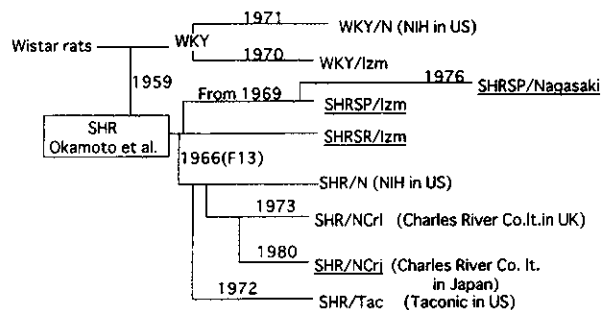 1971
WKY/N (NIH in US)
Wistar rats
WKY
1970
WKY/Izm
1959
1976
From 1969
SHRSP/Nagasaki
SHRSP/Izm
SHR
Okamoto et al.
SHRSR/Izm
1966(F13)
SHR/N (NIH in US)
1973
SHR/NCrl (Charles River Co.lt.in UK)
1980
SHR/NCrj (Charles River Co. lt.
in Japan)
1972
SHR/Tac (Taconic in US)